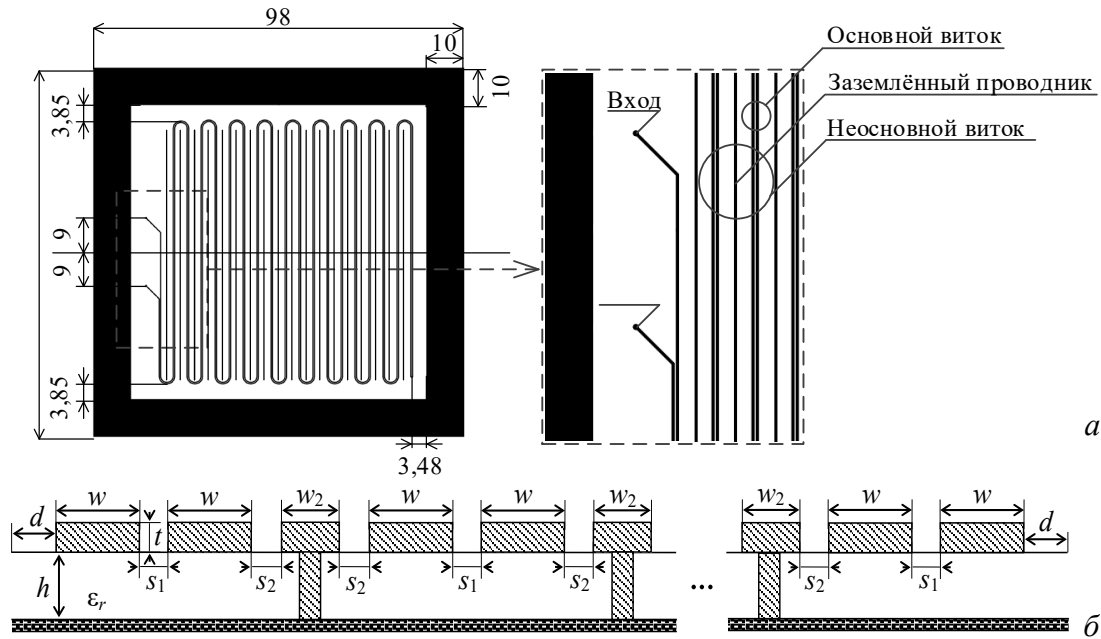 98
10
10
3,85
9
9
3,85
3,48
Вход
Основной виток
Заземлённый проводник
Неосновной виток
а
w w w₂ w w w₂ w₂ w w
d t d
s₁ s₂ s₂ s₁ s₂ ... s₂ s₁
h εᵣ
б